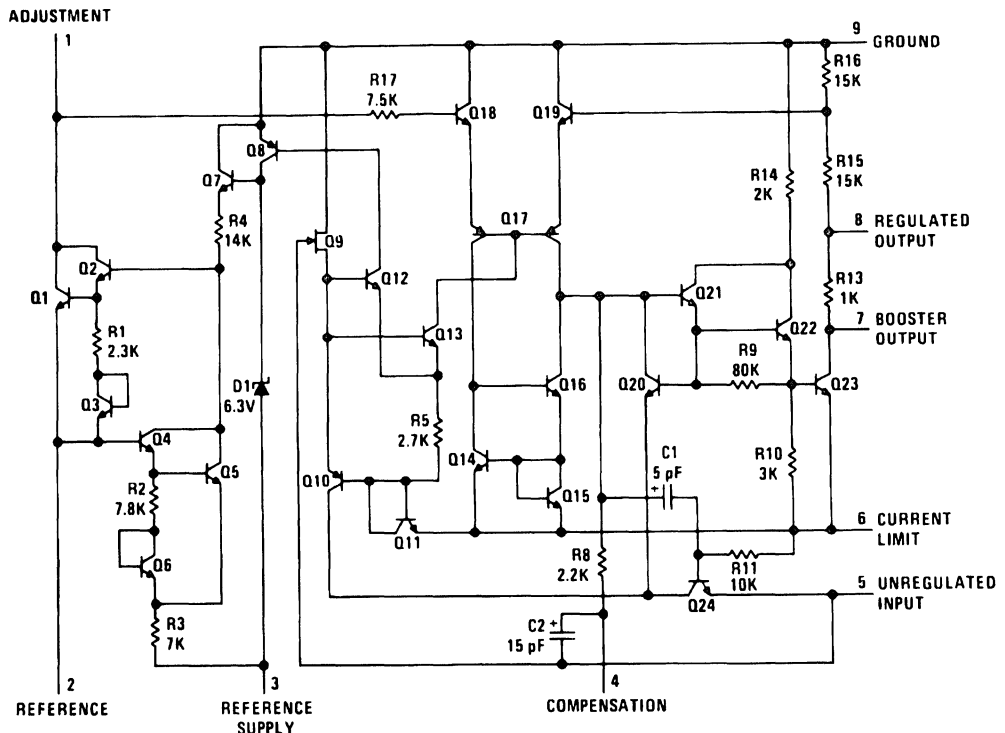 ADJUSTMENT
1
9
GROUND
R16
15K
R17
7.5K
Q18
Q19
Q8
Q7
R15
15K
R14
2K
R4
14K
Q17
8
REGULATED
OUTPUT
Q9
Q2
Q12
Q1
Q21
R13
1K
Q13
Q22
7
BOOSTER
OUTPUT
R1
2.3K
R9
80K
D1
6.3V
Q16
Q20
Q23
Q3
R5
2.7K
Q4
Q14
C1
5 pF
+
R10
3K
Q5
Q10
Q15
R2
7.8K
6
CURRENT
LIMIT
Q11
Q6
R8
2.2K
R11
10K
5
UNREGULATED
INPUT
Q24
R3
7K
C2
15 pF
+
2
REFERENCE
3
REFERENCE
SUPPLY
4
COMPENSATION